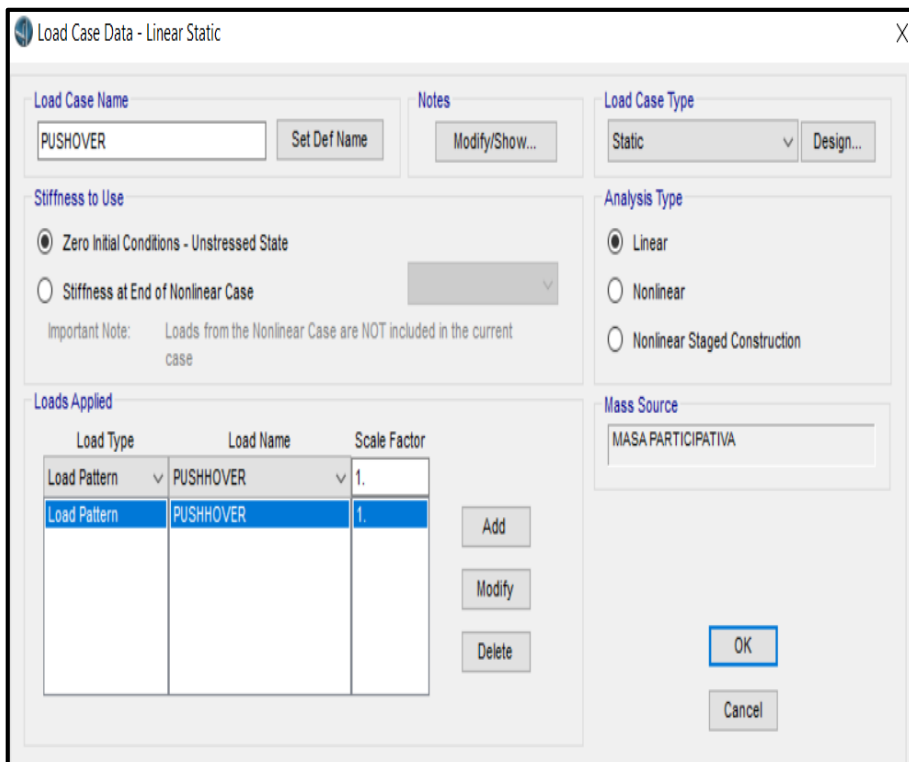 Load Case Data - Linear Static
X
Load Case Name
PUSHOVER
Set Def Name
Notes
Modify/Show...
Load Case Type
Static
Design...
Stiffness to Use
Zero Initial Conditions - Unstressed State
Stiffness at End of Nonlinear Case
Important Note: Loads from the Nonlinear Case are NOT included in the current
case
Analysis Type
Linear
Nonlinear
Nonlinear Staged Construction
Loads Applied
Load Type Load Name Scale Factor
Load Pattern PUSHHOVER 1.
Load Pattern PUSHHOVER 1.
Add
Modify
Delete
Mass Source
MASA PARTICIPATIVA
OK
Cancel